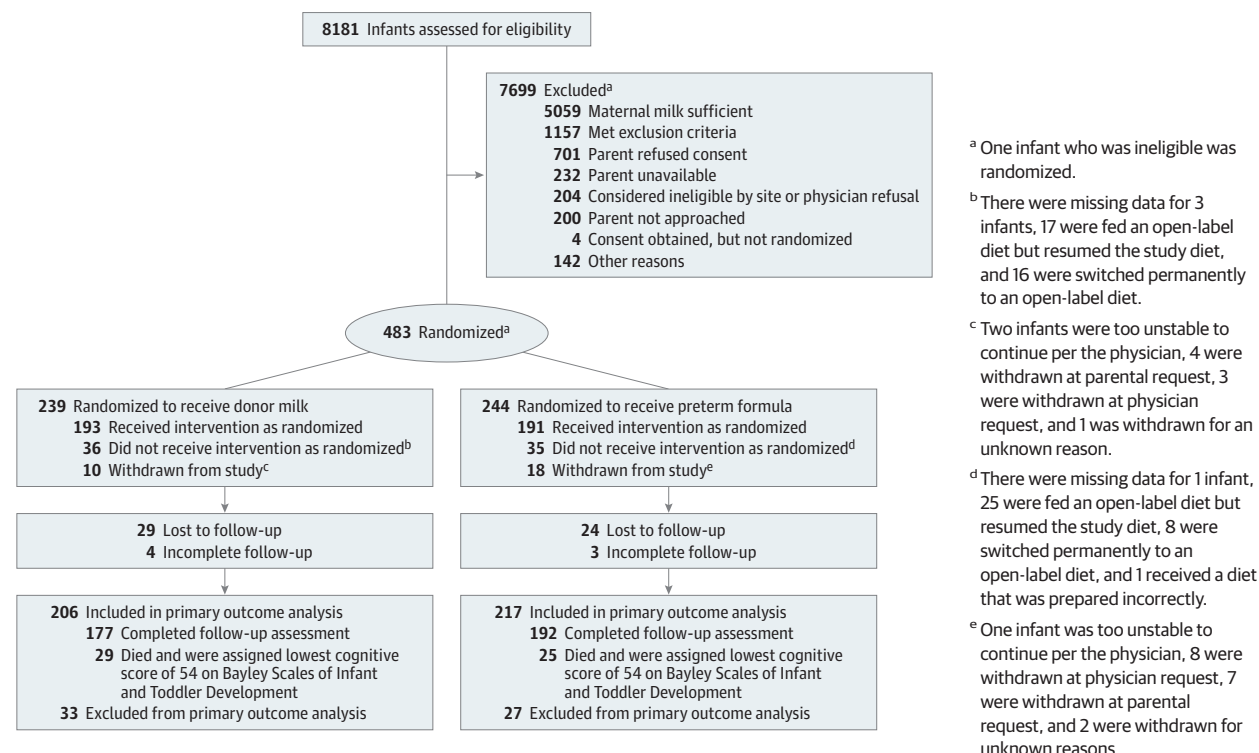 8181 Infants assessed for eligibility
7699 Excludedᵃ
5059 Maternal milk sufficient
1157 Met exclusion criteria
701 Parent refused consent
232 Parent unavailable
204 Considered ineligible by site or physician refusal
200 Parent not approached
4 Consent obtained, but not randomized
142 Other reasons
483 Randomizedᵃ
239 Randomized to receive donor milk
193 Received intervention as randomized
36 Did not receive intervention as randomizedᵇ
10 Withdrawn from studyᶜ
244 Randomized to receive preterm formula
191 Received intervention as randomized
35 Did not receive intervention as randomizedᵈ
18 Withdrawn from studyᵉ
29 Lost to follow-up
4 Incomplete follow-up
24 Lost to follow-up
3 Incomplete follow-up
206 Included in primary outcome analysis
177 Completed follow-up assessment
29 Died and were assigned lowest cognitive
score of 54 on Bayley Scales of Infant
and Toddler Development
33 Excluded from primary outcome analysis
217 Included in primary outcome analysis
192 Completed follow-up assessment
25 Died and were assigned lowest cognitive
score of 54 on Bayley Scales of Infant
and Toddler Development
27 Excluded from primary outcome analysis
ᵃ One infant who was ineligible was
randomized.
ᵇ There were missing data for 3
infants, 17 were fed an open-label
diet but resumed the study diet,
and 16 were switched permanently
to an open-label diet.
ᶜ Two infants were too unstable to
continue per the physician, 4 were
withdrawn at parental request, 3
were withdrawn at physician
request, and 1 was withdrawn for an
unknown reason.
ᵈ There were missing data for 1 infant,
25 were fed an open-label diet but
resumed the study diet, 8 were
switched permanently to an
open-label diet, and 1 received a diet
that was prepared incorrectly.
ᵉ One infant was too unstable to
continue per the physician, 8 were
withdrawn at physician request, 7
were withdrawn at parental
request, and 2 were withdrawn for
unknown reasons